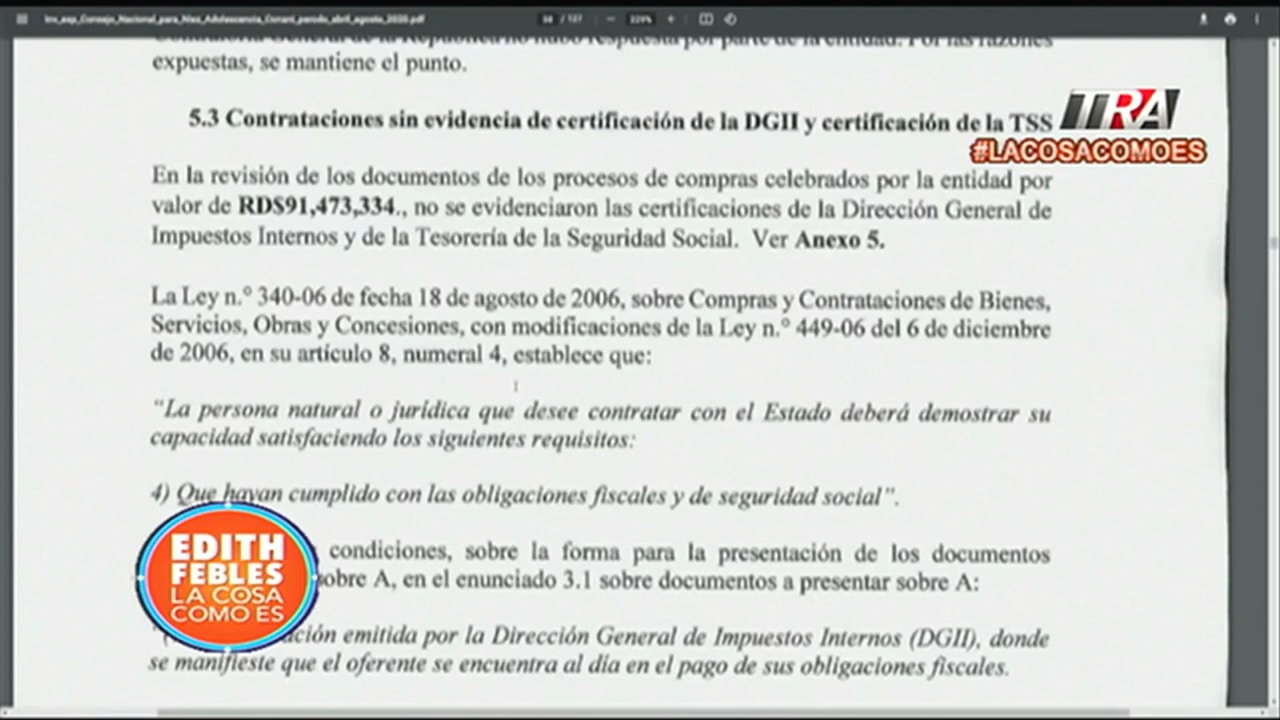 Ins_esp_Consejo_Nacional_para_Niez_Adolescencia_Conani_periodo_abril_agosto_2020.pdf
38 / 127
229%
expuestas, se mantiene el punto.
5.3 Contrataciones sin evidencia de certificación de la DGII y certificación de la TSS
TRA
#LACOSACOMOES
En la revisión de los documentos de los procesos de compras celebrados por la entidad por
valor de RD$91,473,334., no se evidenciaron las certificaciones de la Dirección General de
Impuestos Internos y de la Tesorería de la Seguridad Social. Ver Anexo 5.
La Ley n.° 340-06 de fecha 18 de agosto de 2006, sobre Compras y Contrataciones de Bienes,
Servicios, Obras y Concesiones, con modificaciones de la Ley n.° 449-06 del 6 de diciembre
de 2006, en su artículo 8, numeral 4, establece que:
“La persona natural o jurídica que desee contratar con el Estado deberá demostrar su
capacidad satisfaciendo los siguientes requisitos:
4) Que hayan cumplido con las obligaciones fiscales y de seguridad social”.
condiciones, sobre la forma para la presentación de los documentos
sobre A, en el enunciado 3.1 sobre documentos a presentar sobre A:
ción emitida por la Dirección General de Impuestos Internos (DGII), donde
se manifieste que el oferente se encuentra al día en el pago de sus obligaciones fiscales.
EDITH
FEBLES
LA COSA
COMO ES